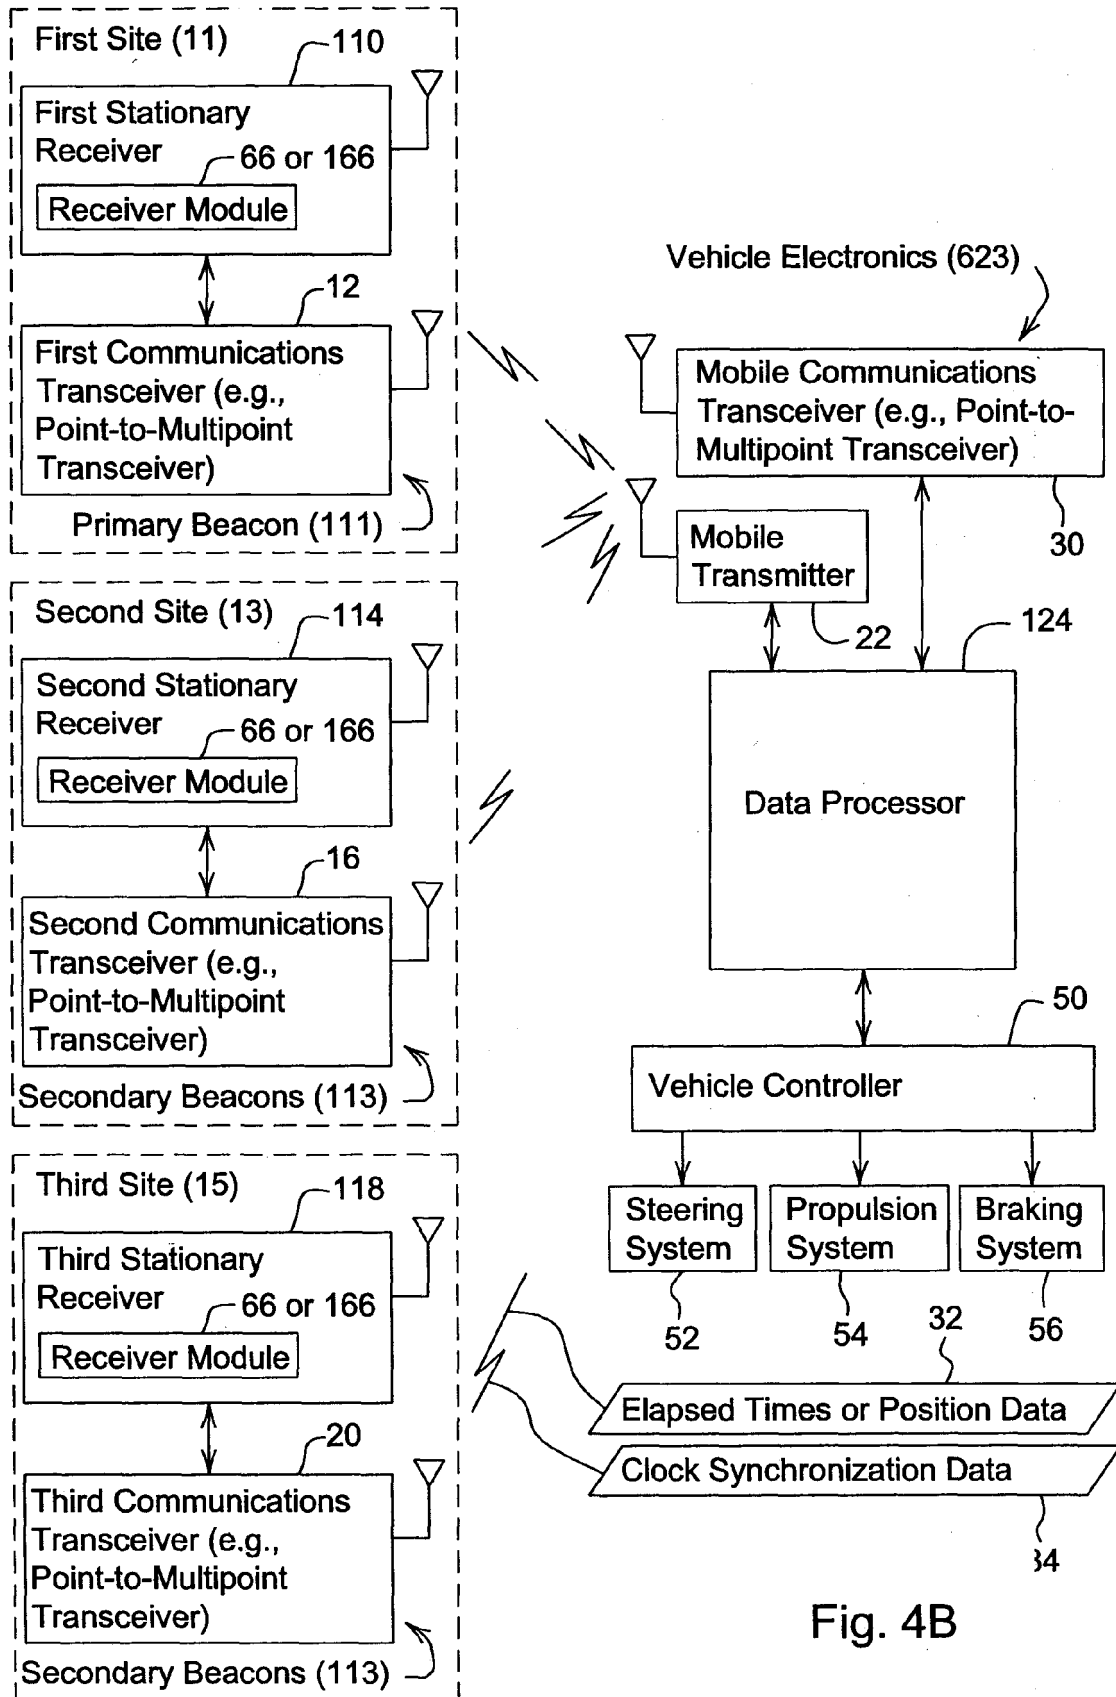 First Site (11)
110
First Stationary
Receiver
66 or 166
Receiver Module
12
First Communications
Transceiver (e.g.,
Point-to-Multipoint
Transceiver)
Primary Beacon (111)
Second Site (13)
114
Second Stationary
Receiver
66 or 166
Receiver Module
16
Second Communications
Transceiver (e.g.,
Point-to-Multipoint
Transceiver)
Secondary Beacons (113)
Third Site (15)
118
Third Stationary
Receiver
66 or 166
Receiver Module
20
Third Communications
Transceiver (e.g.,
Point-to-Multipoint
Transceiver)
Secondary Beacons (113)
Vehicle Electronics (623)
Mobile Communications
Transceiver (e.g., Point-to-
Multipoint Transceiver)
30
Mobile
Transmitter
22
124
Data Processor
50
Vehicle Controller
Steering
System
Propulsion
System
Braking
System
52
54
32
56
Elapsed Times or Position Data
Clock Synchronization Data
Fig. 4B